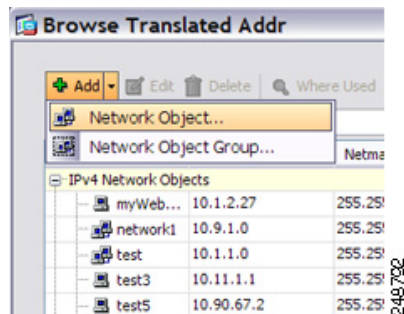 Browse Translated Addr
Add Edit Delete Where Used
Network Object...
Network Object Group...
Netma
IPv4 Network Objects
myWeb... 10.1.2.27 255.25
network1 10.9.1.0 255.25
test 10.1.1.0 255.25
test3 10.11.1.1 255.25
test5 10.90.67.2 255.25
248792